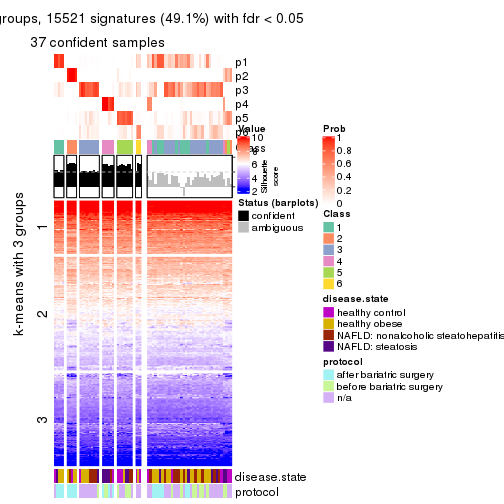 groups, 15521 signatures (49.1%) with fdr < 0.05
37 confident samples
p1
p2
p3
p4
p5
k-means with 3 groups
1
2
3
Value
10
8
6
4
2
Silhouette
score
Status (barplots)
confident
ambiguous
Prob
1
0.8
0.6
0.4
0.2
0
Class
1
2
3
4
5
6
disease.state
healthy control
healthy obese
NAFLD: nonalcoholic steatohepatitis
NAFLD: steatosis
protocol
after bariatric surgery
before bariatric surgery
n/a
disease.state
protocol